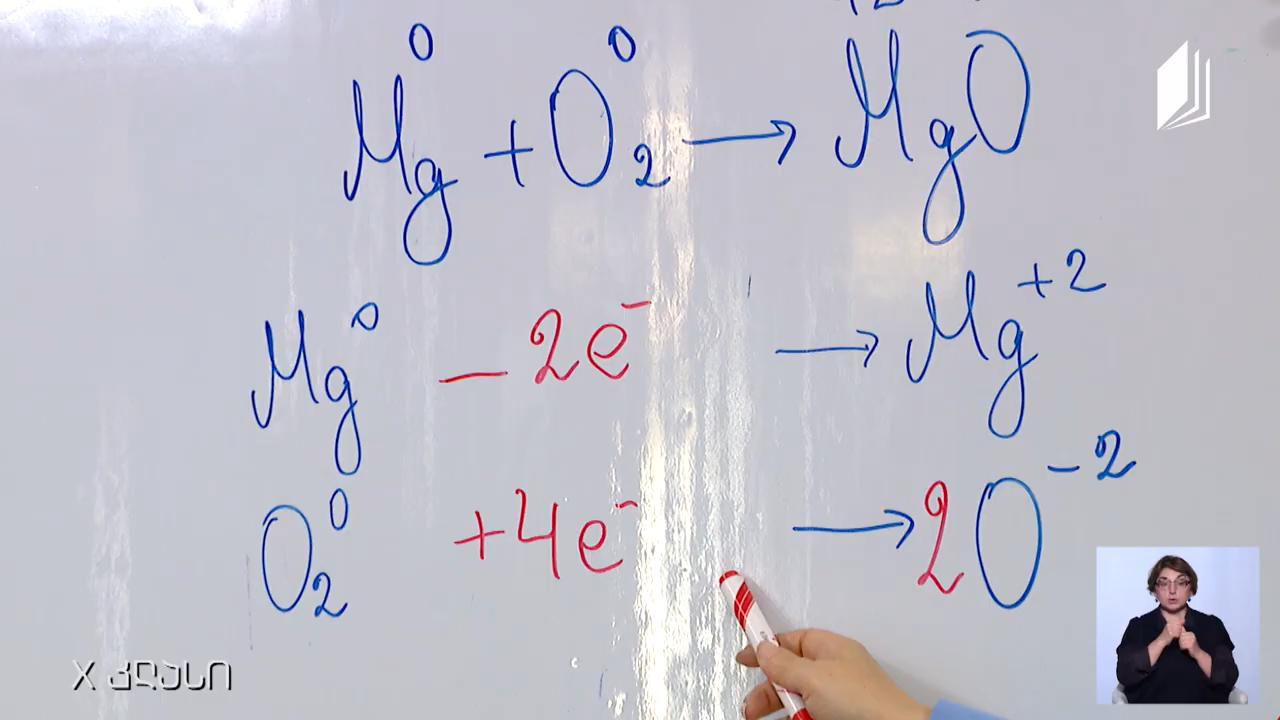 Mg⁰ + O₂⁰ → MgO
Mg⁰ – 2e⁻ → Mg⁺²
O₂⁰ +4e⁻ → 2O⁻²
X კლასი